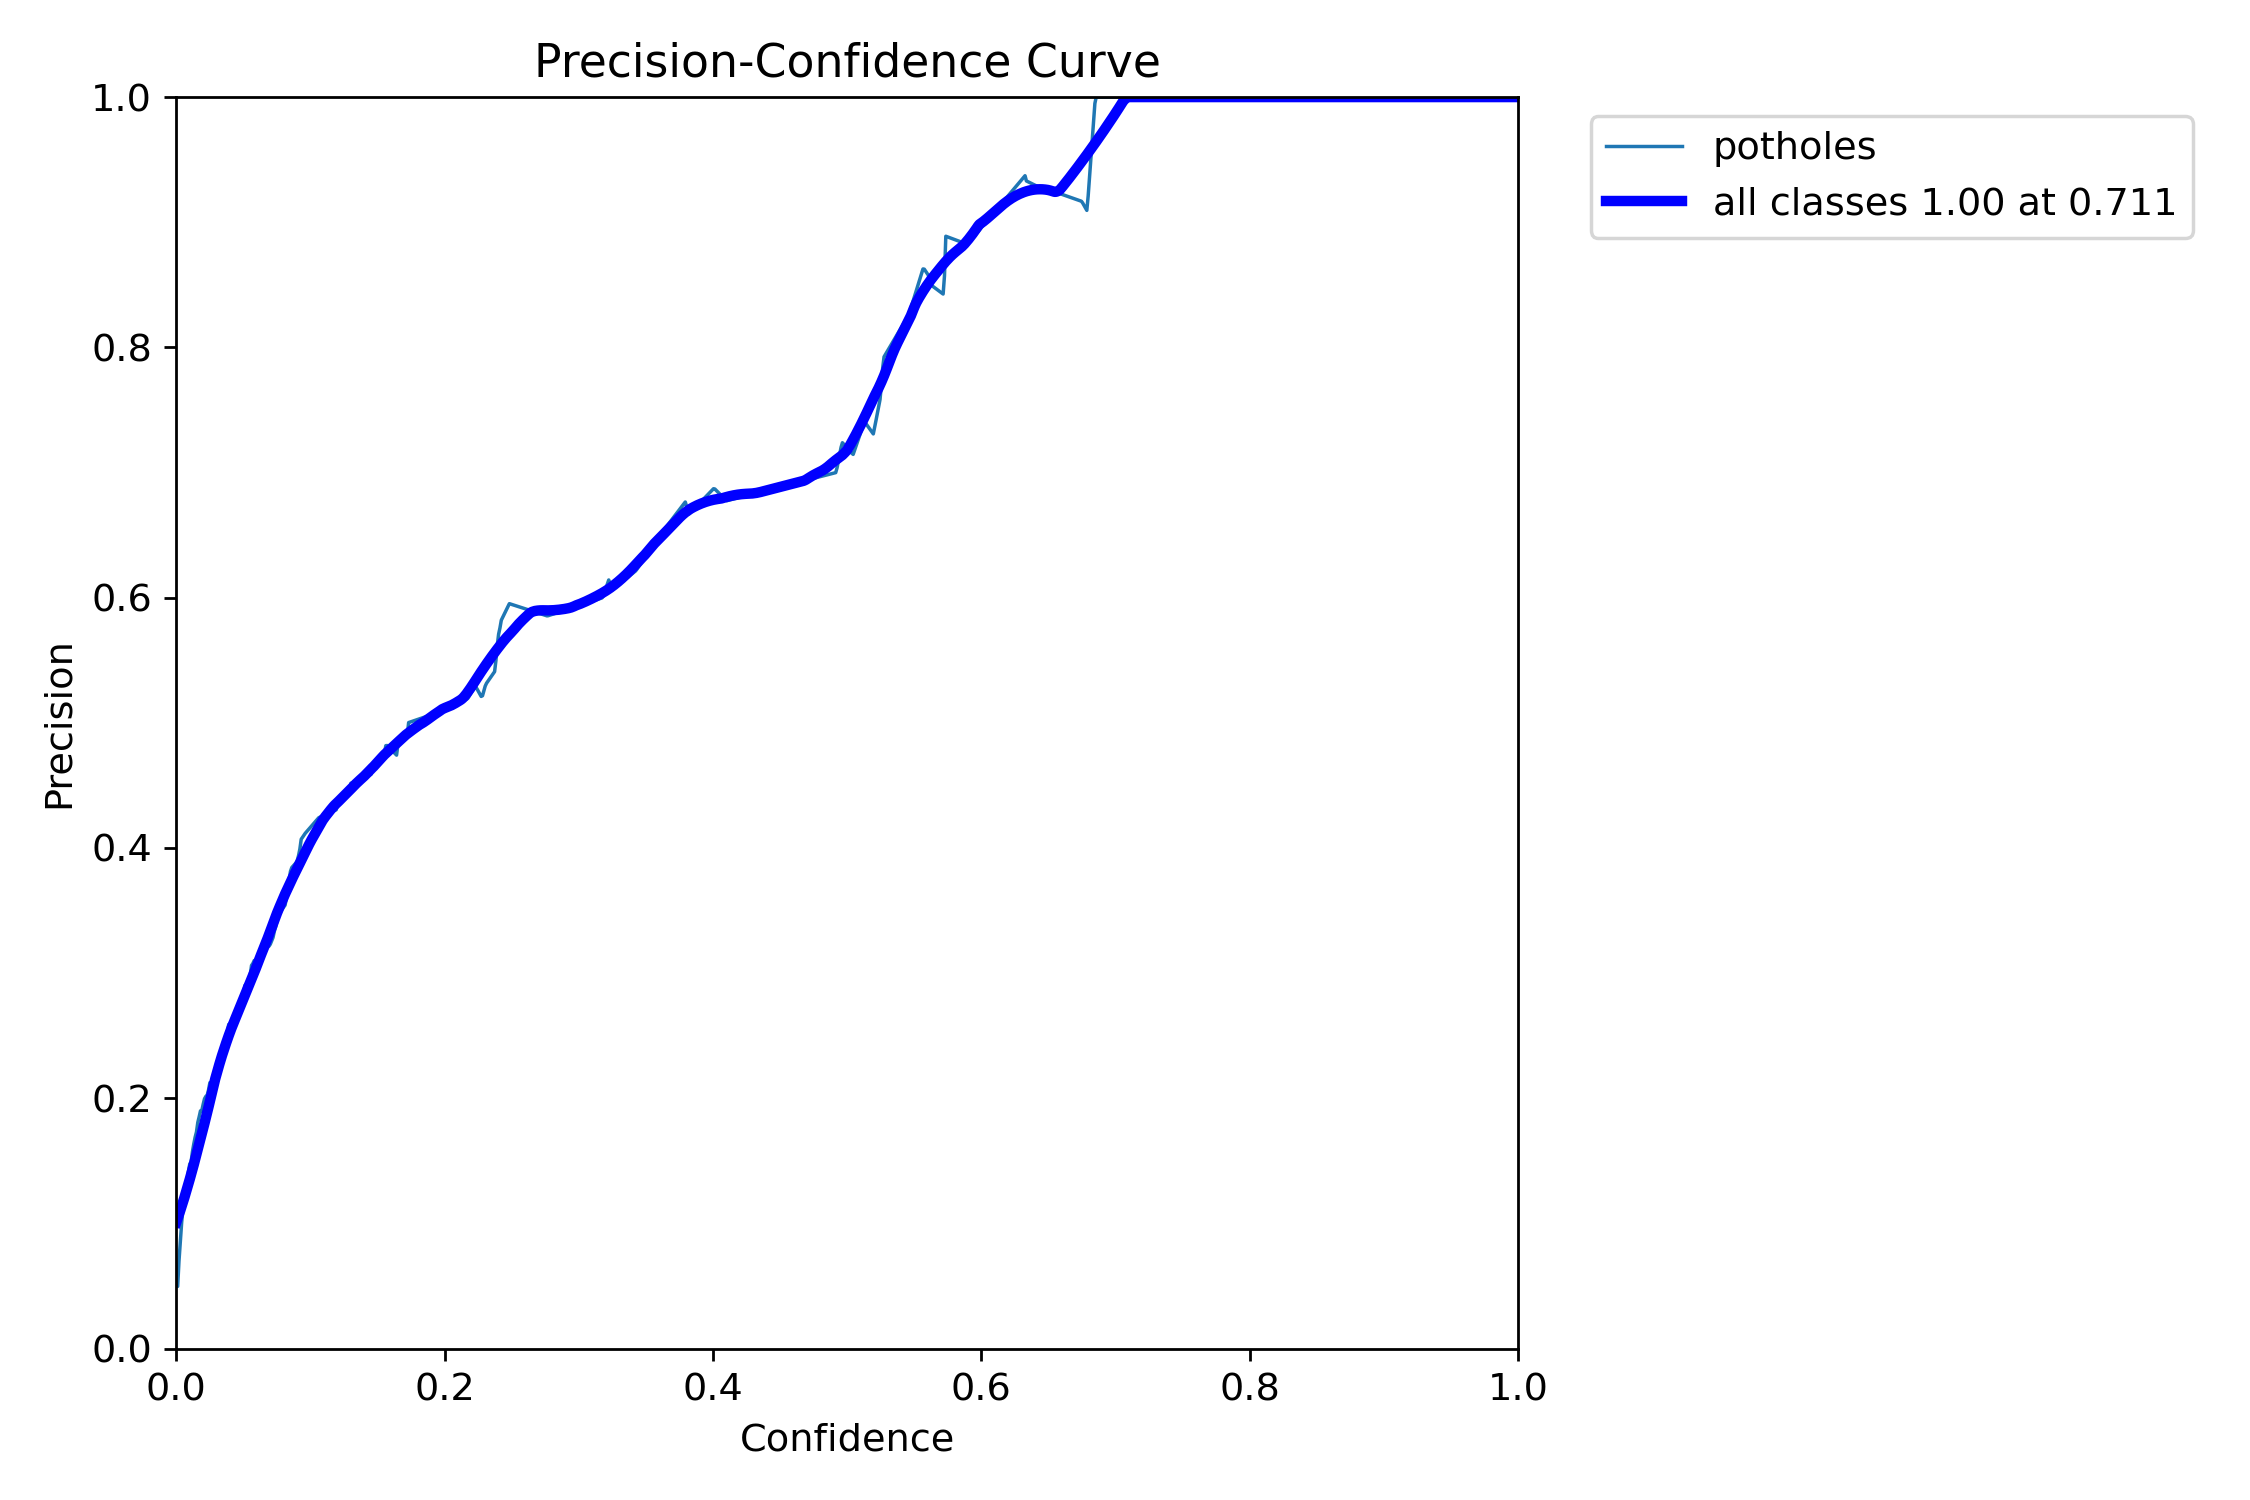 Precision-Confidence Curve
1.0
0.8
0.6
0.4
0.2
0.0
Precision
0.0 0.2 0.4 0.6 0.8 1.0
Confidence
potholes
all classes 1.00 at 0.711